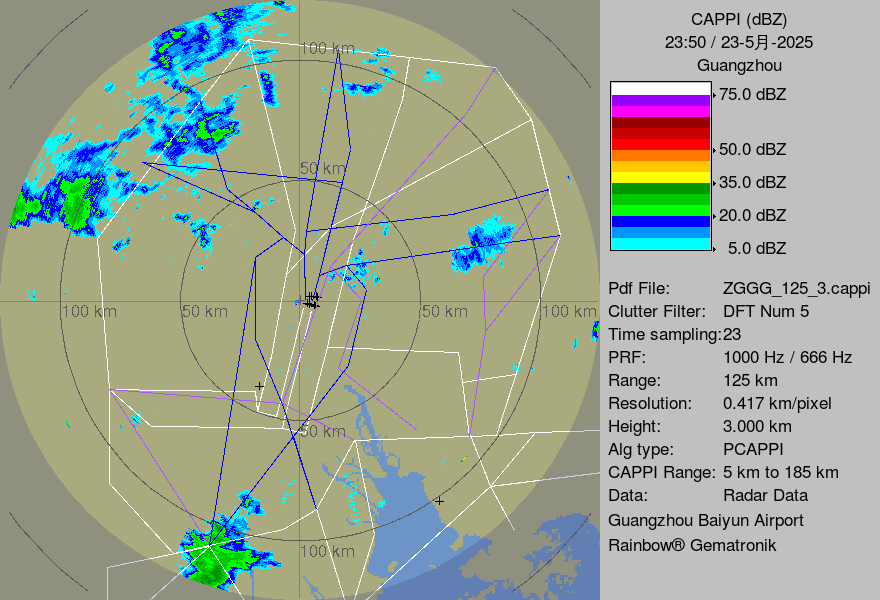 100 km
50 km
100 km
50 km
50 km
100 km
50 km
100 km
CAPPI (dBZ)
23:50 / 23-5月-2025
Guangzhou
75.0 dBZ
50.0 dBZ
35.0 dBZ
20.0 dBZ
5.0 dBZ
Pdf File: ZGGG_125_3.cappi
Clutter Filter: DFT Num 5
Time sampling:23
PRF: 1000 Hz / 666 Hz
Range: 125 km
Resolution: 0.417 km/pixel
Height: 3.000 km
Alg type: PCAPPI
CAPPI Range: 5 km to 185 km
Data: Radar Data
Guangzhou Baiyun Airport
Rainbow® Gematronik